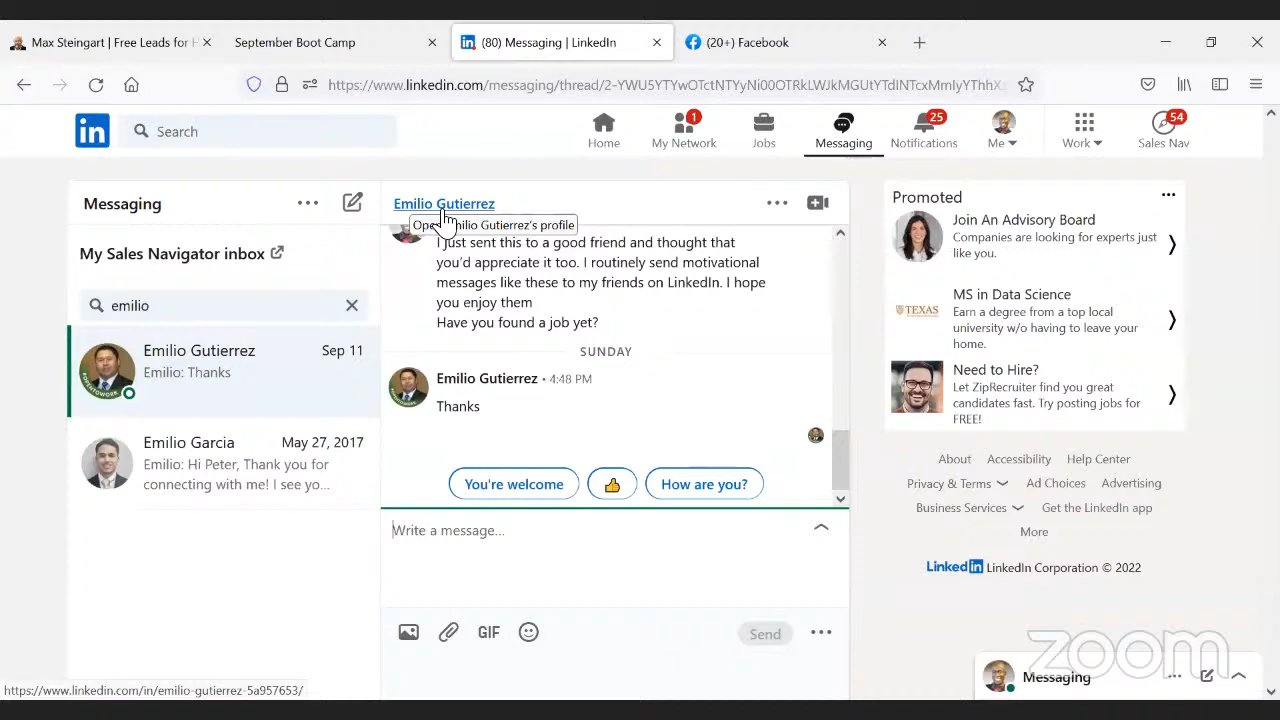 Max Steingart | Free Leads for H
September Boot Camp
(80) Messaging | LinkedIn
(20+) Facebook
https://www.linkedin.com/messaging/thread/2-YWU5YTYwOTctNTYyNi00OTRkLWJkMGUtYTdlNTcxMmIyYThhX
in
Search
Home
1
My Network
Jobs
Messaging
25
Notifications
Me
Work
54
Sales Nav
Messaging
My Sales Navigator inbox
emilio
Emilio Gutierrez
Sep 11
Emilio: Thanks
#OPENTOWORK
Emilio Garcia
May 27, 2017
Emilio: Hi Peter, Thank you for
connecting with me! I see yo...
Emilio Gutierrez
Emilio Gutierrez's profile
I just sent this to a good friend and thought that
you'd appreciate it too. I routinely send motivational
messages like these to my friends on LinkedIn. I hope
you enjoy them
Have you found a job yet?
SUNDAY
Emilio Gutierrez • 4:48 PM
Thanks
You're welcome
How are you?
Write a message...
GIF
Send
Promoted
Join An Advisory Board
Companies are looking for experts just
like you.
TEXAS
MS in Data Science
Earn a degree from a top local
university w/o having to leave your
home.
Need to Hire?
Let ZipRecruiter find you great
candidates fast. Try posting jobs for
FREE!
About
Accessibility
Help Center
Privacy & Terms
Ad Choices
Advertising
Business Services
Get the LinkedIn app
More
LinkedIn LinkedIn Corporation © 2022
zoom
Messaging
https://www.linkedin.com/in/emilio-gutierrez-5a957653/